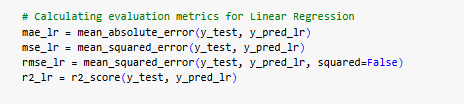 # Calculating evaluation metrics for Linear Regression
mae_lr = mean_absolute_error(y_test, y_pred_lr)
mse_lr = mean_squared_error(y_test, y_pred_lr)
rmse_lr = mean_squared_error(y_test, y_pred_lr, squared=False)
r2_lr = r2_score(y_test, y_pred_lr)